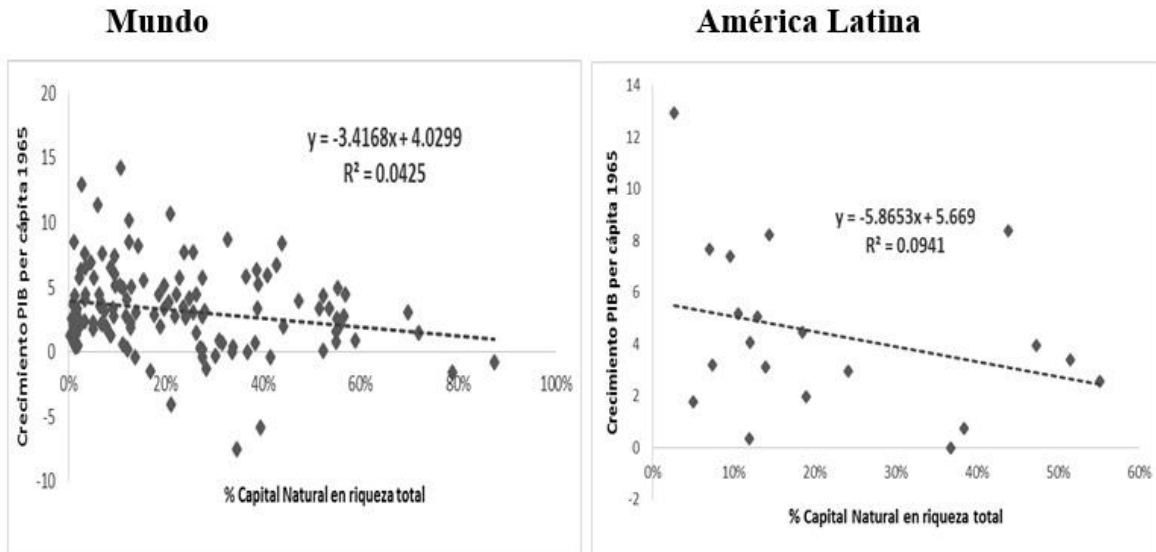 Mundo
América Latina
Crecimiento PIB per cápita 1965
20
15
10
5
0
-5
-10
y = -3.4168x + 4.0299
R² = 0.0425
0% 20% 40% 60% 80% 100%
% Capital Natural en riqueza total
Crecimiento PIB per cápita 1965
14
12
10
8
6
4
2
0
-2
y = -5.8653x + 5.669
R² = 0.0941
0% 10% 20% 30% 40% 50% 60%
% Capital Natural en riqueza total